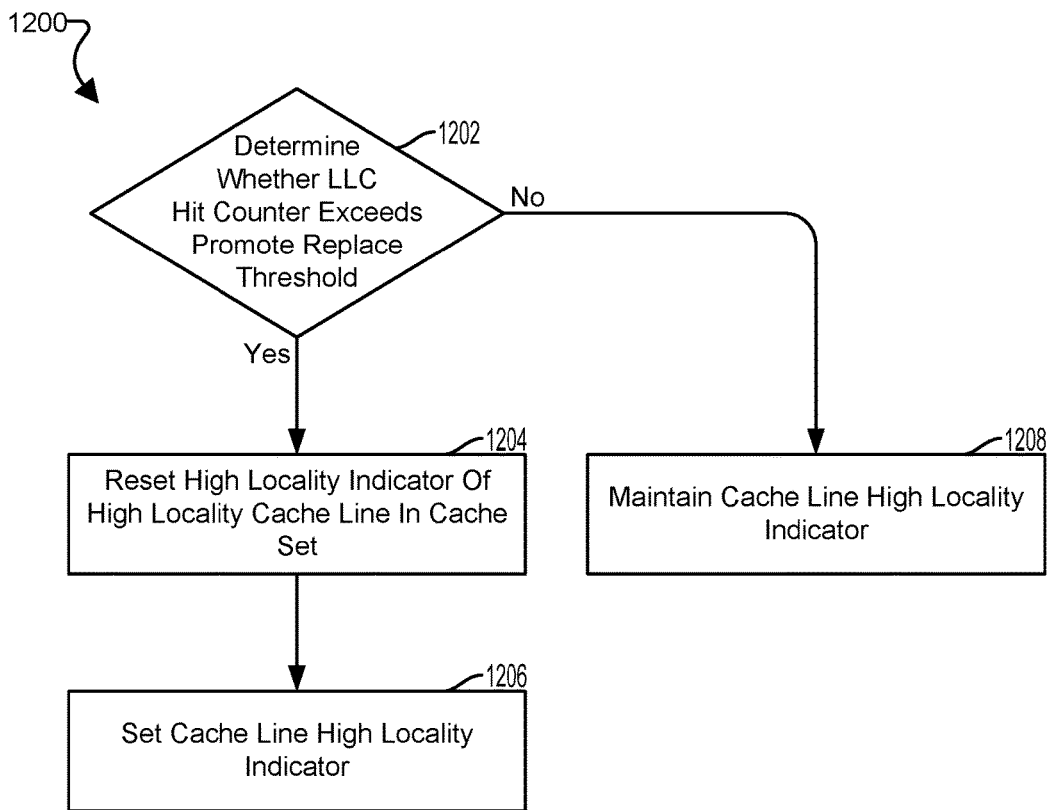 1200
1202
Determine
Whether LLC
Hit Counter Exceeds
Promote Replace
Threshold
No
Yes
1204
Reset High Locality Indicator Of
High Locality Cache Line In Cache
Set
1208
Maintain Cache Line High Locality
Indicator
1206
Set Cache Line High Locality
Indicator